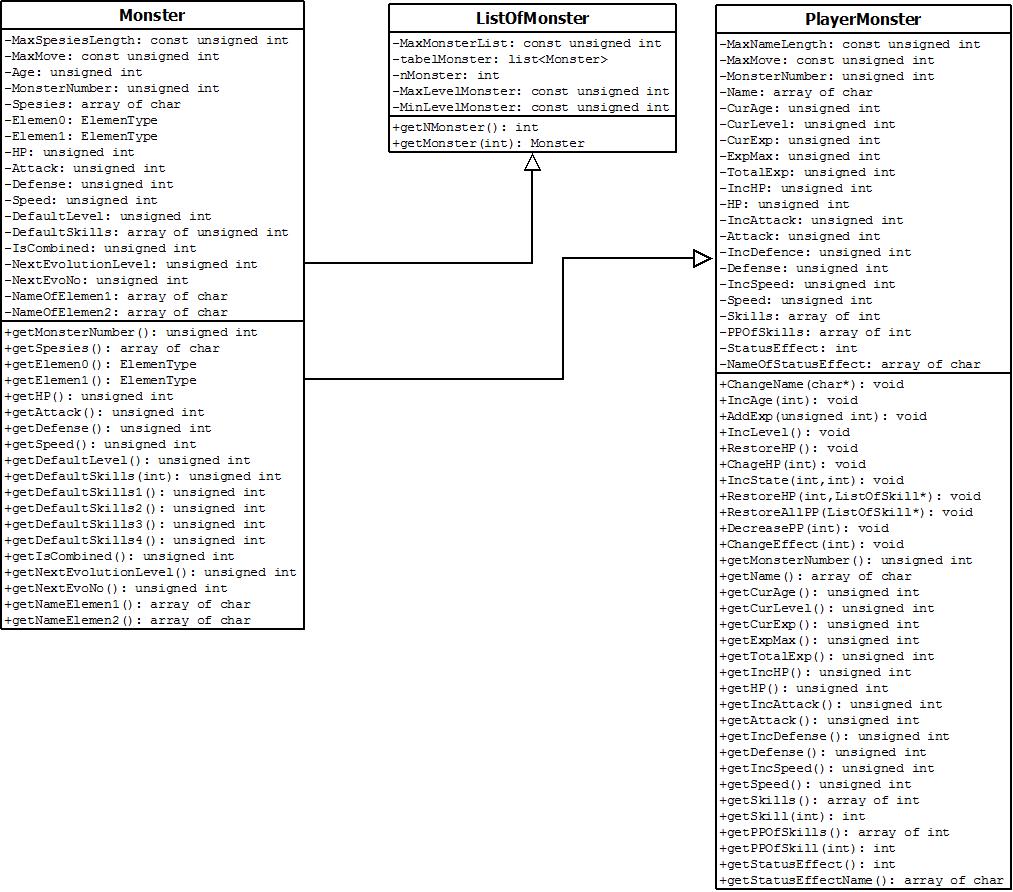 Monster
-MaxSpesiesLength: const unsigned int
-MaxMove: const unsigned int
-Age: unsigned int
-MonsterNumber: unsigned int
-Spesies: array of char
-Elemen0: ElemenType
-Elemen1: ElemenType
-HP: unsigned int
-Attack: unsigned int
-Defense: unsigned int
-Speed: unsigned int
-DefaultLevel: unsigned int
-DefaultSkills: array of unsigned int
-IsCombined: unsigned int
-NextEvolutionLevel: unsigned int
-NextEvoNo: unsigned int
-NameOfElemen1: array of char
-NameOfElemen2: array of char
+getMonsterNumber(): unsigned int
+getSpesies(): array of char
+getElemen0(): ElemenType
+getElemen1(): ElemenType
+getHP(): unsigned int
+getAttack(): unsigned int
+getDefense(): unsigned int
+getSpeed(): unsigned int
+getDefaultLevel(): unsigned int
+getDefaultSkills(int): unsigned int
+getDefaultSkills1(): unsigned int
+getDefaultSkills2(): unsigned int
+getDefaultSkills3(): unsigned int
+getDefaultSkills4(): unsigned int
+getIsCombined(): unsigned int
+getNextEvolutionLevel(): unsigned int
+getNextEvoNo(): unsigned int
+getNameElemen1(): array of char
+getNameElemen2(): array of char
ListOfMonster
-MaxMonsterList: const unsigned int
-tabelMonster: list<Monster>
-nMonster: int
-MaxLevelMonster: const unsigned int
-MinLevelMonster: const unsigned int
+getNMonster(): int
+getMonster(int): Monster
PlayerMonster
-MaxNameLength: const unsigned int
-MaxMove: const unsigned int
-MonsterNumber: unsigned int
-Name: array of char
-CurAge: unsigned int
-CurLevel: unsigned int
-CurExp: unsigned int
-ExpMax: unsigned int
-TotalExp: unsigned int
-IncHP: unsigned int
-HP: unsigned int
-IncAttack: unsigned int
-Attack: unsigned int
-IncDefence: unsigned int
-Defense: unsigned int
-IncSpeed: unsigned int
-Speed: unsigned int
-Skills: array of int
-PPOfSkills: array of int
-StatusEffect: int
-NameOfStatusEffect: array of char
+ChangeName(char*): void
+IncAge(int): void
+AddExp(unsigned int): void
+IncLevel(): void
+RestoreHP(): void
+ChageHP(int): void
+IncState(int,int): void
+RestoreHP(int,ListOfSkill*): void
+RestoreAllPP(ListOfSkill*): void
+DecreasePP(int): void
+ChangeEffect(int): void
+getMonsterNumber(): unsigned int
+getName(): array of char
+getCurAge(): unsigned int
+getCurLevel(): unsigned int
+getCurExp(): unsigned int
+getExpMax(): unsigned int
+getTotalExp(): unsigned int
+getIncHP(): unsigned int
+getHP(): unsigned int
+getIncAttack(): unsigned int
+getAttack(): unsigned int
+getIncDefense(): unsigned int
+getDefense(): unsigned int
+getIncSpeed(): unsigned int
+getSpeed(): unsigned int
+getSkills(): array of int
+getSkill(int): int
+getPPOfSkills(): array of int
+getPPOfSkill(int): int
+getStatusEffect(): int
+getStatusEffectName(): array of char